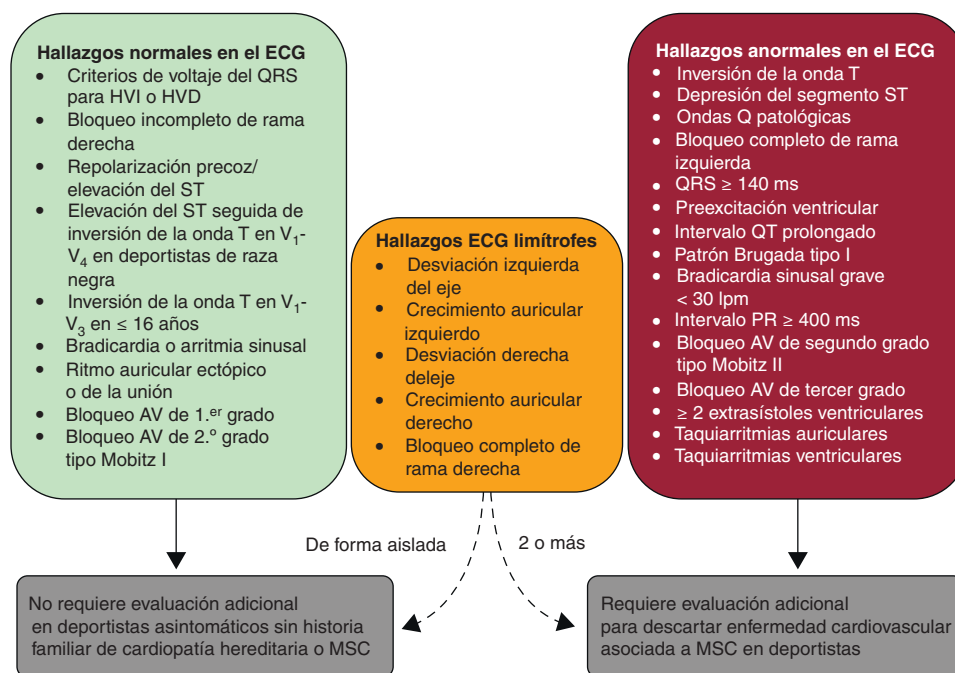 Hallazgos normales en el ECG
• Criterios de voltaje del QRS
para HVI o HVD
• Bloqueo incompleto de rama
derecha
• Repolarización precoz/
elevación del ST
• Elevación del ST seguida de
inversión de la onda T en V1-
V4 en deportistas de raza
negra
• Inversión de la onda T en V1-
V3 en ≤ 16 años
• Bradicardia o arritmia sinusal
• Ritmo auricular ectópico
o de la unión
• Bloqueo AV de 1.er grado
• Bloqueo AV de 2.º grado
tipo Mobitz I
Hallazgos ECG limítrofes
• Desviación izquierda
del eje
• Crecimiento auricular
izquierdo
• Desviación derecha
deleje
• Crecimiento auricular
derecho
• Bloqueo completo de
rama derecha
Hallazgos anormales en el ECG
• Inversión de la onda T
• Depresión del segmento ST
• Ondas Q patológicas
• Bloqueo completo de rama
izquierda
• QRS ≥ 140 ms
• Preexcitación ventricular
• Intervalo QT prolongado
• Patrón Brugada tipo I
• Bradicardia sinusal grave
< 30 lpm
• Intervalo PR ≥ 400 ms
• Bloqueo AV de segundo grado
tipo Mobitz II
• Bloqueo AV de tercer grado
• ≥ 2 extrasístoles ventriculares
• Taquiarritmias auriculares
• Taquiarritmias ventriculares
De forma aislada
2 o más
No requiere evaluación adicional
en deportistas asintomáticos sin historia
familiar de cardiopatía hereditaria o MSC
Requiere evaluación adicional
para descartar enfermedad cardiovascular
asociada a MSC en deportistas